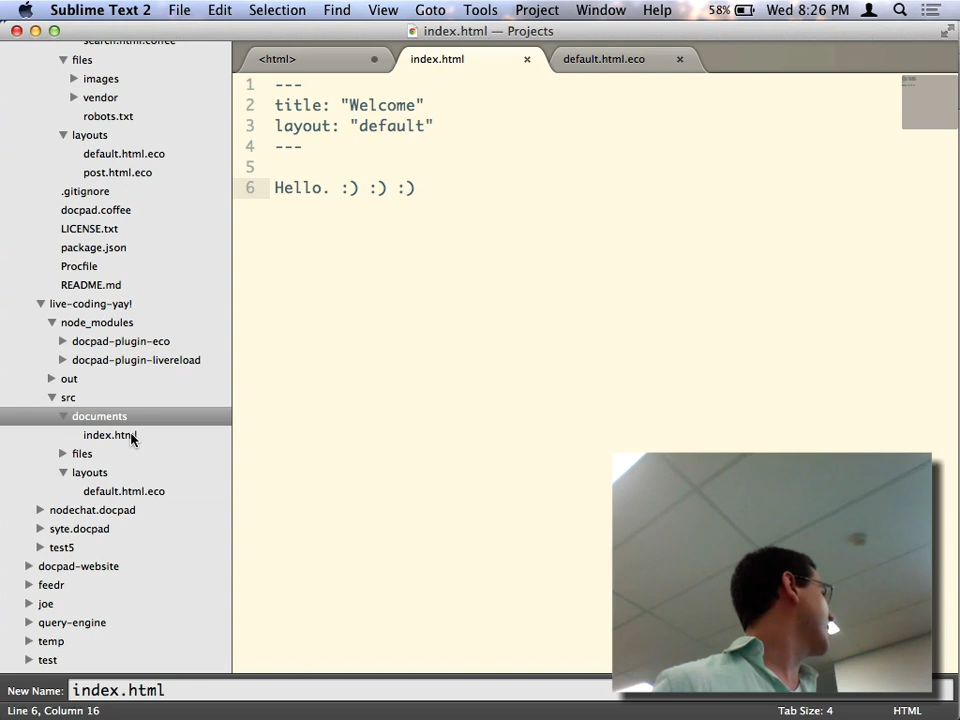 Sublime Text 2 File Edit Selection Find View Goto Tools Project Window Help 58% Wed 8:26 PM
index.html — Projects
<html> index.html default.html.eco
search.html.coffee
files
images
vendor
robots.txt
layouts
default.html.eco
post.html.eco
.gitignore
docpad.coffee
LICENSE.txt
package.json
Procfile
README.md
live-coding-yay!
node_modules
docpad-plugin-eco
docpad-plugin-livereload
out
src
documents
index.html
files
layouts
default.html.eco
nodechat.docpad
syte.docpad
test5
docpad-website
feedr
joe
query-engine
temp
test
1 ---
2 title: "Welcome"
3 layout: "default"
4 ---
5
6 Hello. :) :) :)
New Name: index.html
Line 6, Column 16 Tab Size: 4 HTML